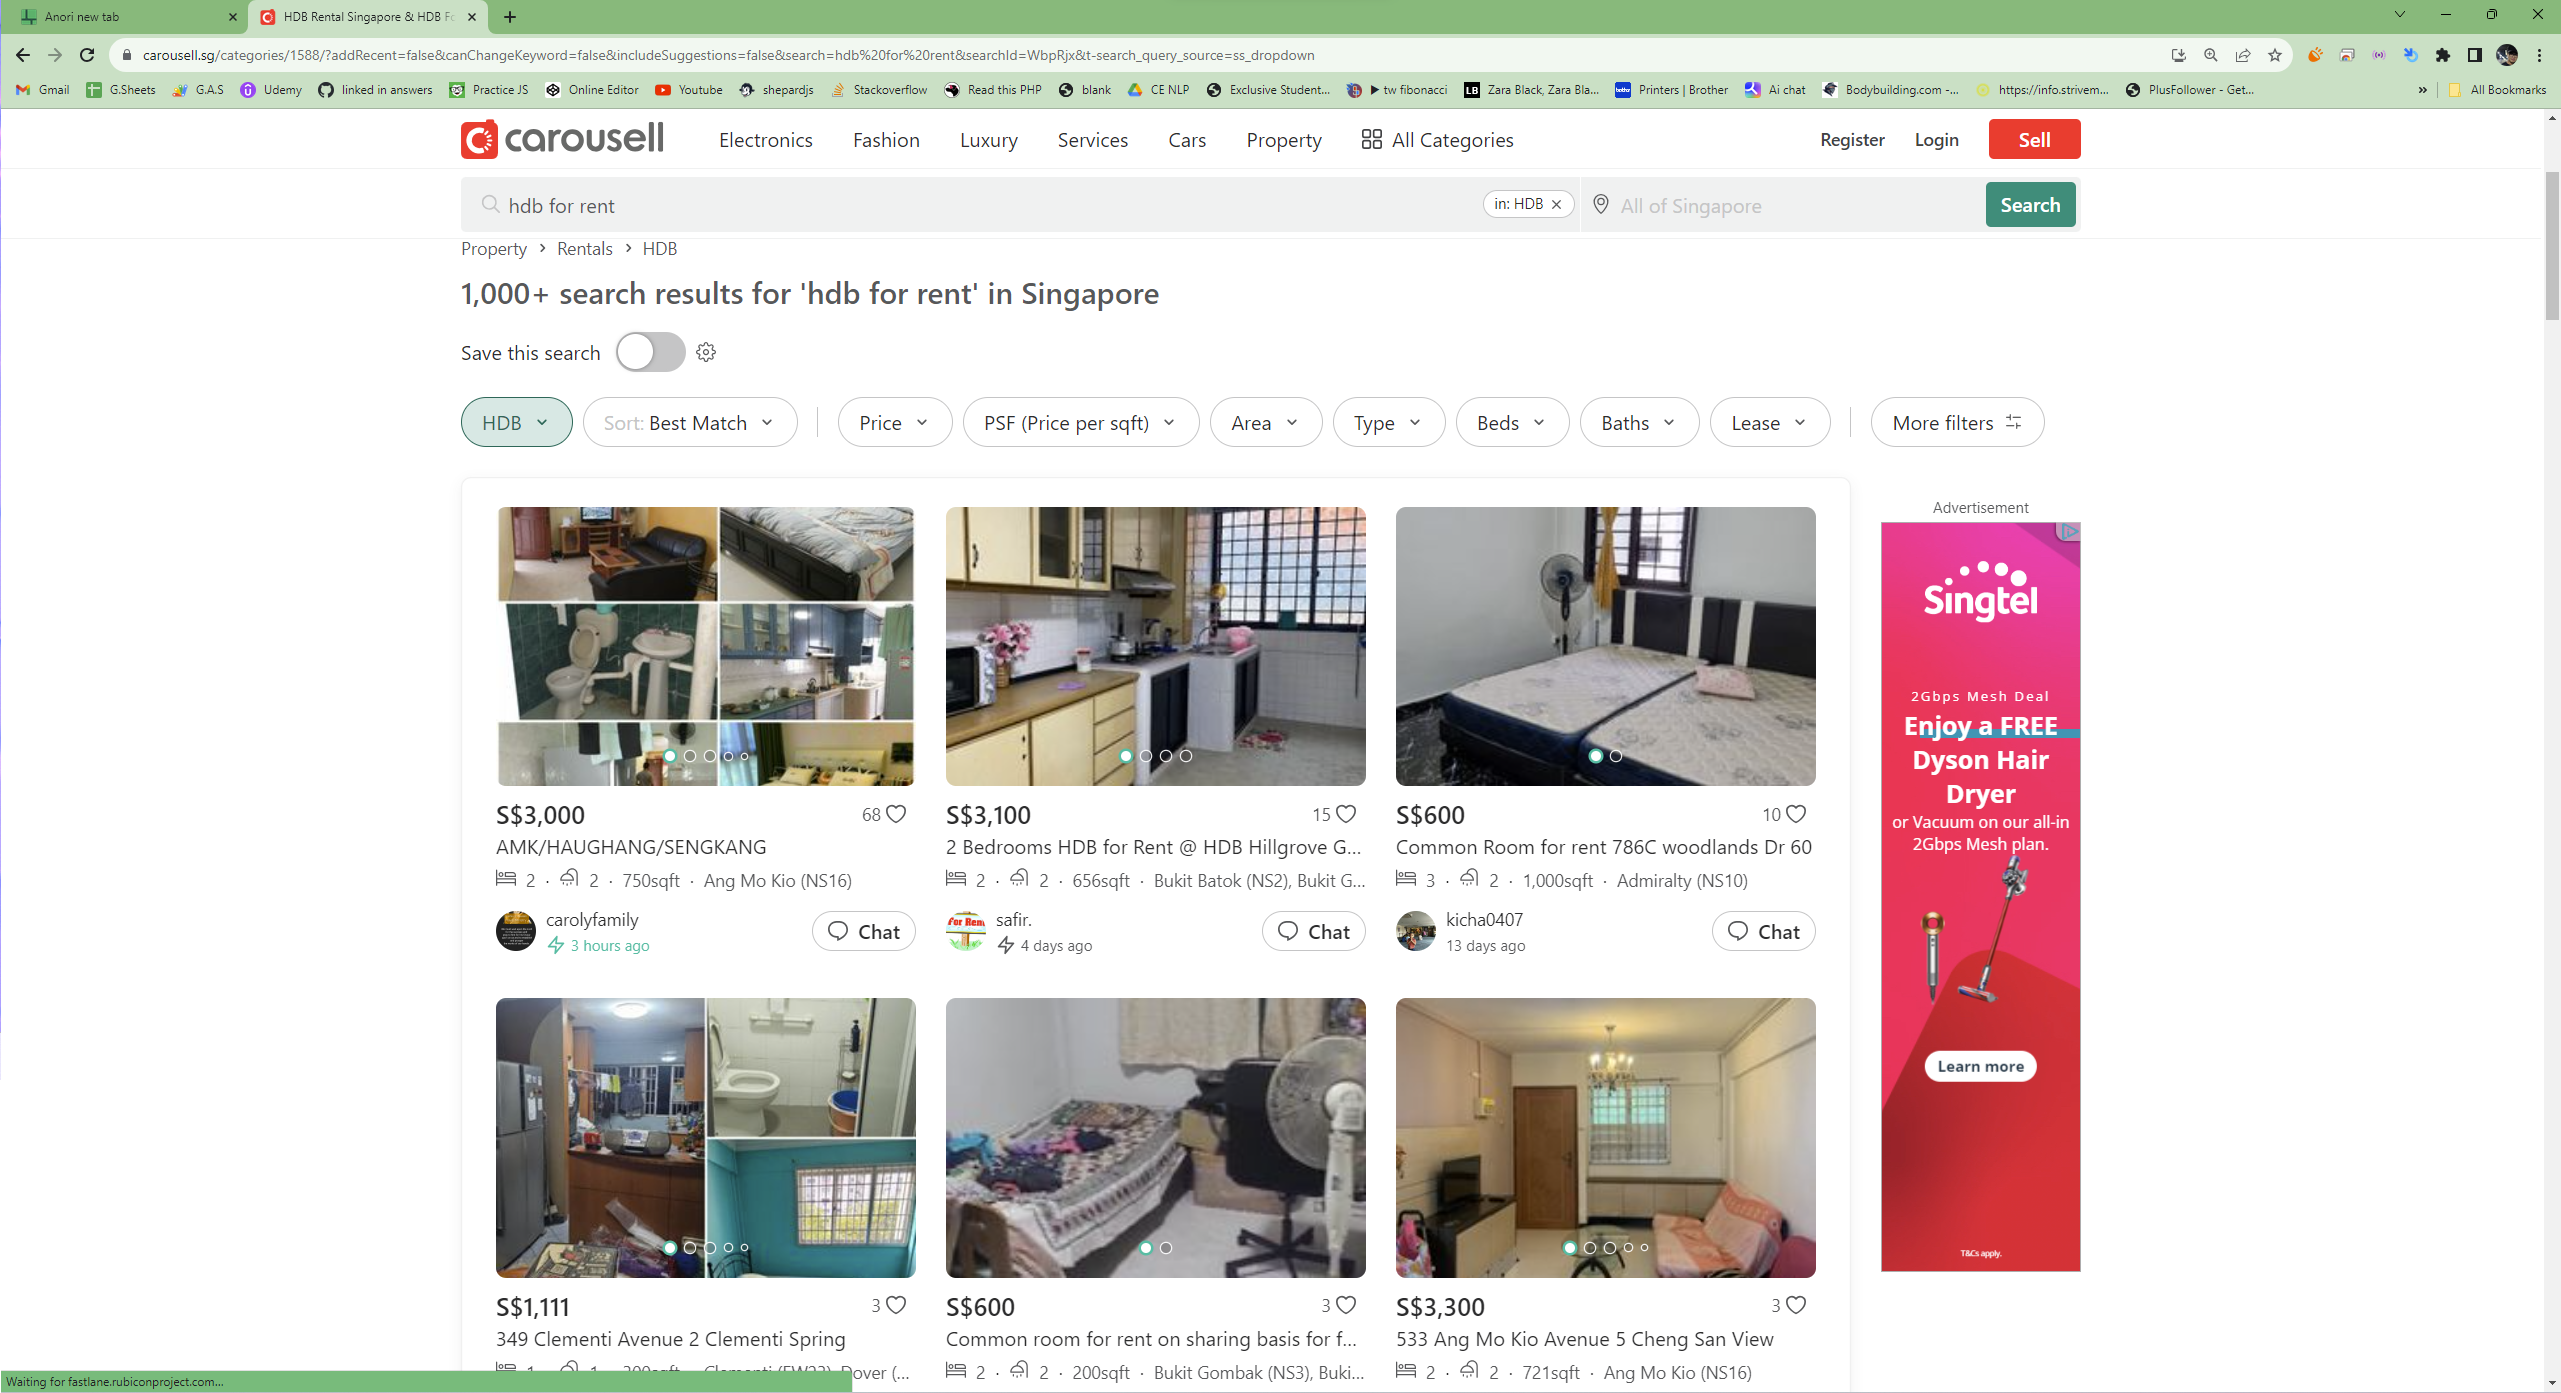 Anori new tab
HDB Rental Singapore & HDB Fo
carousell.sg/categories/1588/?addRecent=false&canChangeKeyword=false&includeSuggestions=false&search=hdb%20for%20rent&searchId=WbpRjx&t-search_query_source=ss_dropdown
Gmail G.Sheets G.A.S Udemy linked in answers Practice JS Online Editor Youtube shepardjs Stackoverflow Read this PHP blank CE NLP Exclusive Student... ▶ tw fibonacci Zara Black, Zara Bla... Printers | Brother Ai chat Bodybuilding.com -... https://info.strivem... PlusFollower - Get... » All Bookmarks
carousell Electronics Fashion Luxury Services Cars Property All Categories Register Login Sell
hdb for rent in: HDB × All of Singapore Search
Property > Rentals > HDB
1,000+ search results for 'hdb for rent' in Singapore
Save this search
HDB Sort: Best Match Price PSF (Price per sqft) Area Type Beds Baths Lease More filters
S$3,000 68
AMK/HAUGHANG/SENGKANG
2 · 2 · 750sqft · Ang Mo Kio (NS16)
carolyfamily
3 hours ago
Chat
S$3,100 15
2 Bedrooms HDB for Rent @ HDB Hillgrove G...
2 · 2 · 656sqft · Bukit Batok (NS2), Bukit G...
for Rent
safir.
4 days ago
Chat
S$600 10
Common Room for rent 786C woodlands Dr 60
3 · 2 · 1,000sqft · Admiralty (NS10)
kicha0407
13 days ago
Chat
S$1,111 3
349 Clementi Avenue 2 Clementi Spring
1 · 1 · 200sqft · Clementi (EW23), Dover (...
S$600 3
Common room for rent on sharing basis for f...
2 · 2 · 200sqft · Bukit Gombak (NS3), Buki...
S$3,300 3
533 Ang Mo Kio Avenue 5 Cheng San View
2 · 2 · 721sqft · Ang Mo Kio (NS16)
Advertisement
Singtel
2Gbps Mesh Deal
Enjoy a FREE
Dyson Hair
Dryer
or Vacuum on our all-in
2Gbps Mesh plan.
Learn more
T&Cs apply.
Waiting for fastlane.rubiconproject.com...